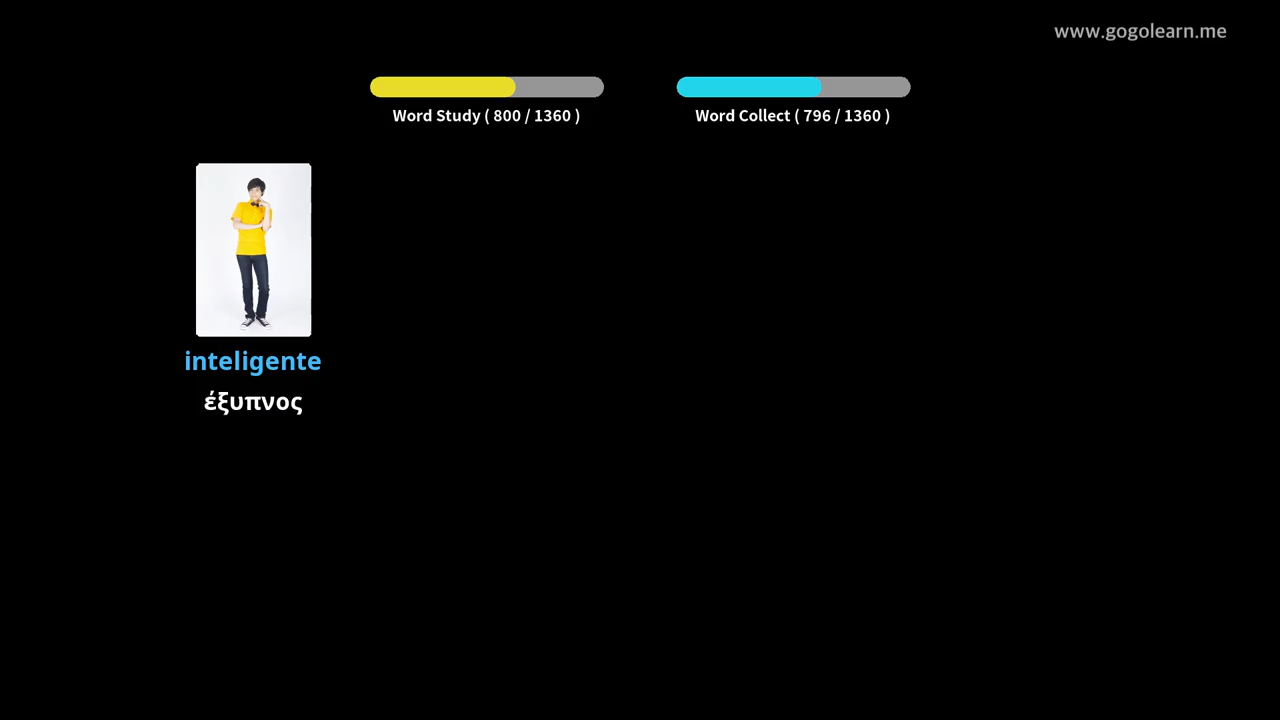 www.gogolearn.me
Word Study ( 800 / 1360 )
Word Collect ( 796 / 1360 )
inteligente
έξυπνος